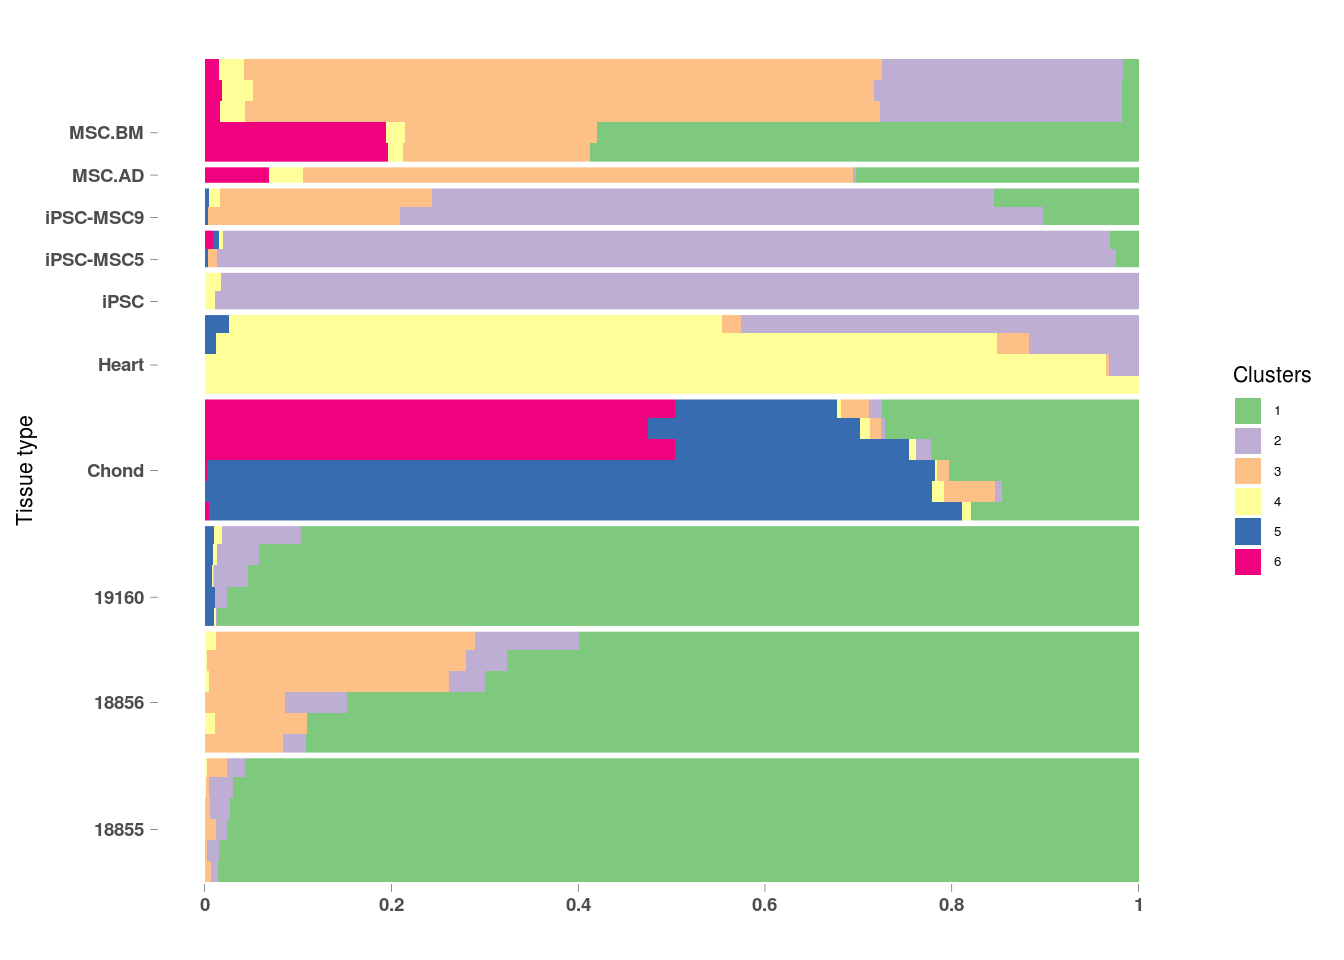 MSC.BM
MSC.AD
iPSC-MSC9
iPSC-MSC5
iPSC
Heart
Chond
19160
18856
18855
Tissue type
0 0.2 0.4 0.6 0.8 1
Clusters
1
2
3
4
5
6